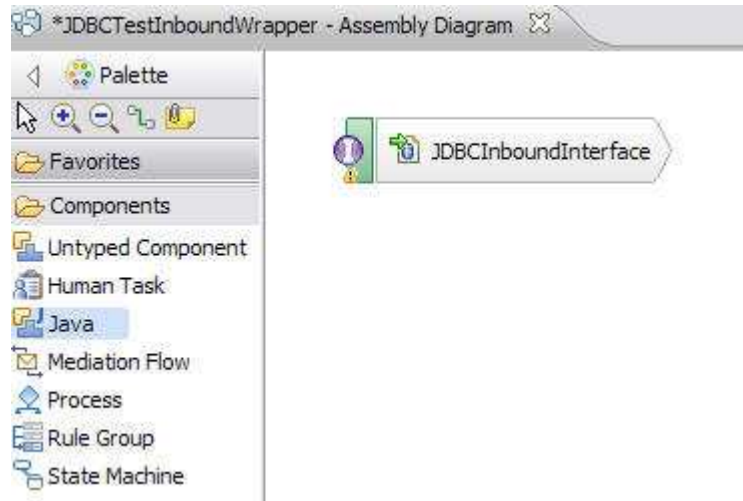 *JDBCTestInboundWrapper - Assembly Diagram
Palette
Favorites
Components
Untyped Component
Human Task
Java
Mediation Flow
Process
Rule Group
State Machine
JDBCInboundInterface